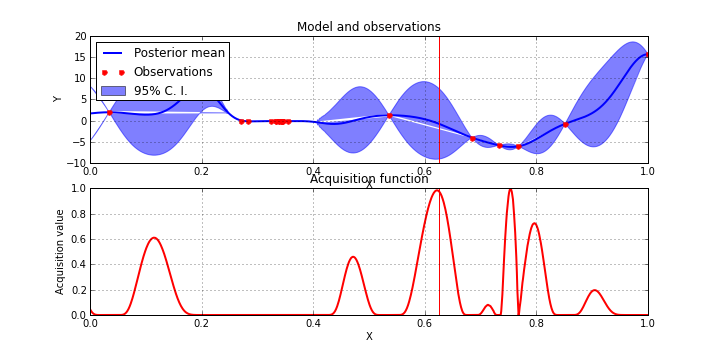 Model and observations
20
15
10
5
0
−5
−10
Y
Posterior mean
Observations
95% C. I.
0.0 0.2 0.4 0.6 0.8 1.0
X
Acquisition function
1.0
0.8
0.6
0.4
0.2
0.0
Acquisition value
0.0 0.2 0.4 0.6 0.8 1.0
X